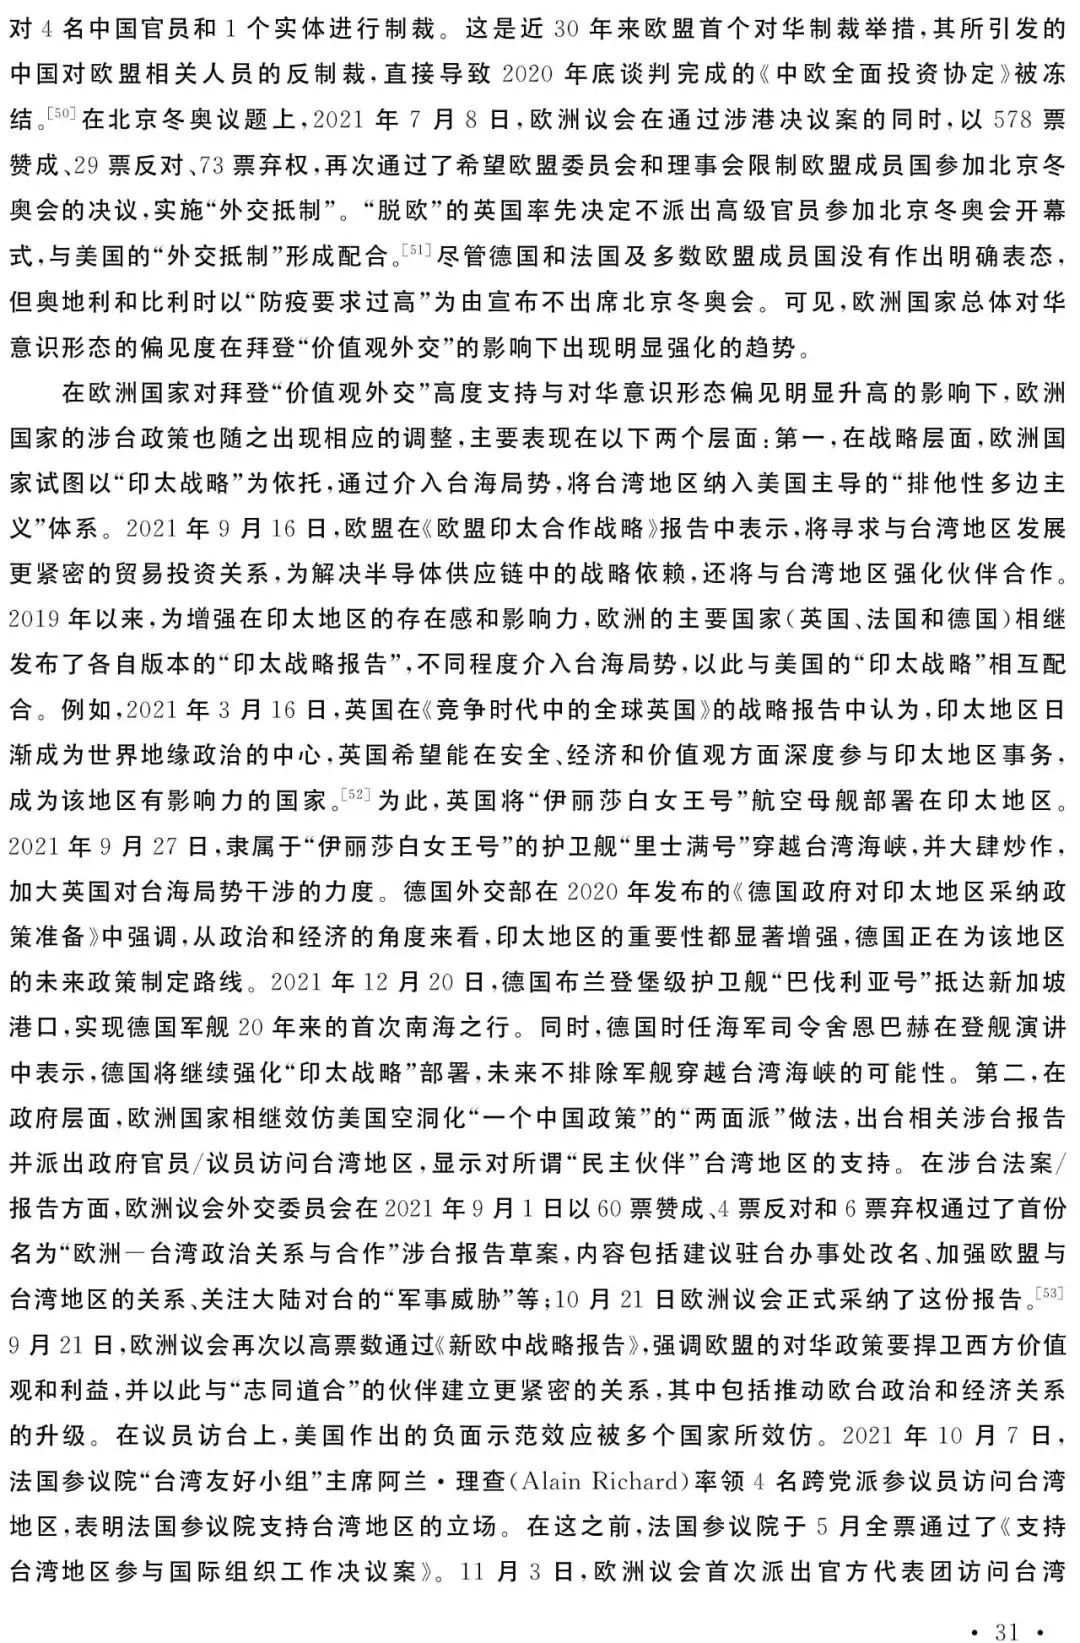 对 4 名中国官员和 1 个实体进行制裁。这是近 30 年来欧盟首个对华制裁举措,其所引发的
中国对欧盟相关人员的反制裁,直接导致 2020 年底谈判完成的《中欧全面投资协定》被冻
结。[50]在北京冬奥议题上,2021 年 7 月 8 日,欧洲议会在通过涉港决议案的同时,以 578 票
赞成、29 票反对、73 票弃权,再次通过了希望欧盟委员会和理事会限制欧盟成员国参加北京冬
奥会的决议,实施“外交抵制”。“脱欧”的英国率先决定不派出高级官员参加北京冬奥会开幕
式,与美国的“外交抵制”形成配合。[51]尽管德国和法国及多数欧盟成员国没有作出明确表态,
但奥地利和比利时以“防疫要求过高”为由宣布不出席北京冬奥会。可见,欧洲国家总体对华
意识形态的偏见度在拜登“价值观外交”的影响下出现明显强化的趋势。
在欧洲国家对拜登“价值观外交”高度支持与对华意识形态偏见明显升高的影响下,欧洲
国家的涉台政策也随之出现相应的调整,主要表现在以下两个层面:第一,在战略层面,欧洲国
家试图以“印太战略”为依托,通过介入台海局势,将台湾地区纳入美国主导的“排他性多边主
义”体系。2021 年 9 月 16 日,欧盟在《欧盟印太合作战略》报告中表示,将寻求与台湾地区发展
更紧密的贸易投资关系,为解决半导体供应链中的战略依赖,还将与台湾地区强化伙伴合作。
2019 年以来,为增强在印太地区的存在感和影响力,欧洲的主要国家(英国、法国和德国)相继
发布了各自版本的“印太战略报告”,不同程度介入台海局势,以此与美国的“印太战略”相互配
合。例如,2021 年 3 月 16 日,英国在《竞争时代中的全球英国》的战略报告中认为,印太地区日
渐成为世界地缘政治的中心,英国希望能在安全、经济和价值观方面深度参与印太地区事务,
成为该地区有影响力的国家。[52]为此,英国将“伊丽莎白女王号”航空母舰部署在印太地区。
2021 年 9 月 27 日,隶属于“伊丽莎白女王号”的护卫舰“里士满号”穿越台湾海峡,并大肆炒作,
加大英国对台海局势干涉的力度。德国外交部在 2020 年发布的《德国政府对印太地区采纳政
策准备》中强调,从政治和经济的角度来看,印太地区的重要性都显著增强,德国正在为该地区
的未来政策制定路线。2021 年 12 月 20 日,德国布兰登堡级护卫舰“巴伐利亚号”抵达新加坡
港口,实现德国军舰 20 年来的首次南海之行。同时,德国时任海军司令舍恩巴赫在登舰演讲
中表示,德国将继续强化“印太战略”部署,未来不排除军舰穿越台湾海峡的可能性。第二,在
政府层面,欧洲国家相继效仿美国空洞化“一个中国政策”的“两面派”做法,出台相关涉台报告
并派出政府官员/议员访问台湾地区,显示对所谓“民主伙伴”台湾地区的支持。在涉台法案/
报告方面,欧洲议会外交委员会在 2021 年 9 月 1 日以 60 票赞成、4 票反对和 6 票弃权通过了首份
名为“欧洲—台湾政治关系与合作”涉台报告草案,内容包括建议驻台办事处改名、加强欧盟与
台湾地区的关系、关注大陆对台的“军事威胁”等;10 月 21 日欧洲议会正式采纳了这份报告。[53]
9 月 21 日,欧洲议会再次以高票数通过《新欧中战略报告》,强调欧盟的对华政策要捍卫西方价值
观和利益,并以此与“志同道合”的伙伴建立更紧密的关系,其中包括推动欧台政治和经济关系
的升级。在议员访台上,美国作出的负面示范效应被多个国家所效仿。2021 年 10 月 7 日,
法国参议院“台湾友好小组”主席阿兰·理查(Alain Richard)率领 4 名跨党派参议员访问台湾
地区,表明法国参议院支持台湾地区的立场。在这之前,法国参议院于 5 月全票通过了《支持
台湾地区参与国际组织工作决议案》。11 月 3 日,欧洲议会首次派出官方代表团访问台湾
· 31 ·